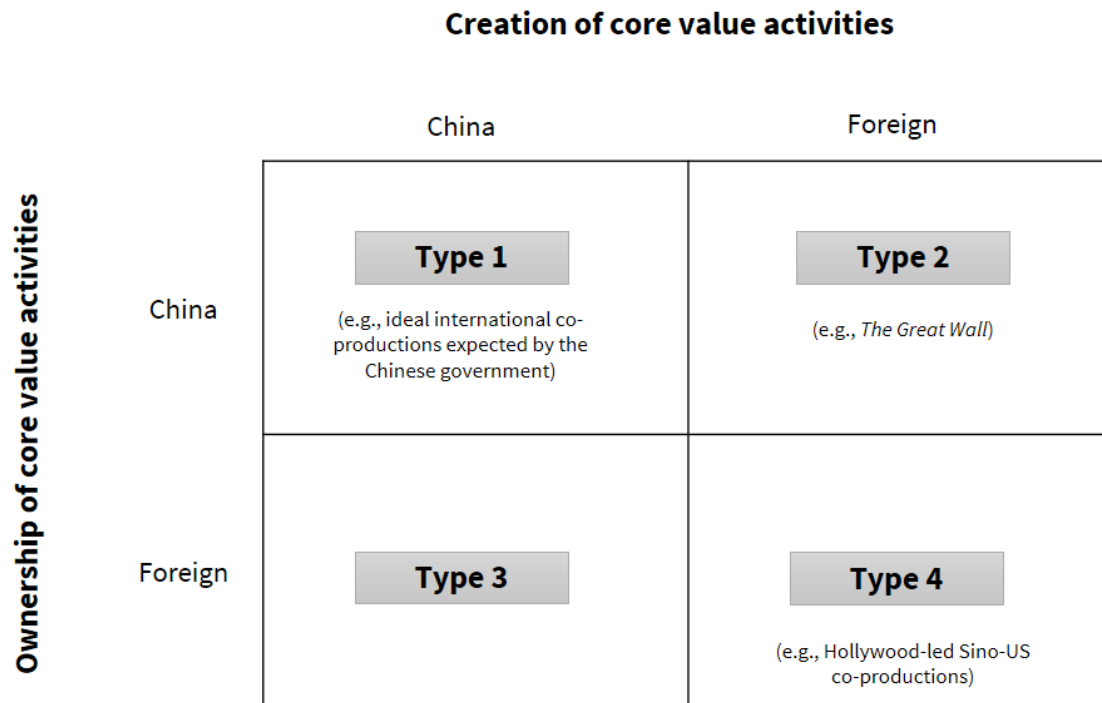 Creation of core value activities
China
Foreign
Ownership of core value activities
China
Type 1
(e.g., ideal international co-
productions expected by the
Chinese government)
Type 2
(e.g., The Great Wall)
Foreign
Type 3
Type 4
(e.g., Hollywood-led Sino-US
co-productions)